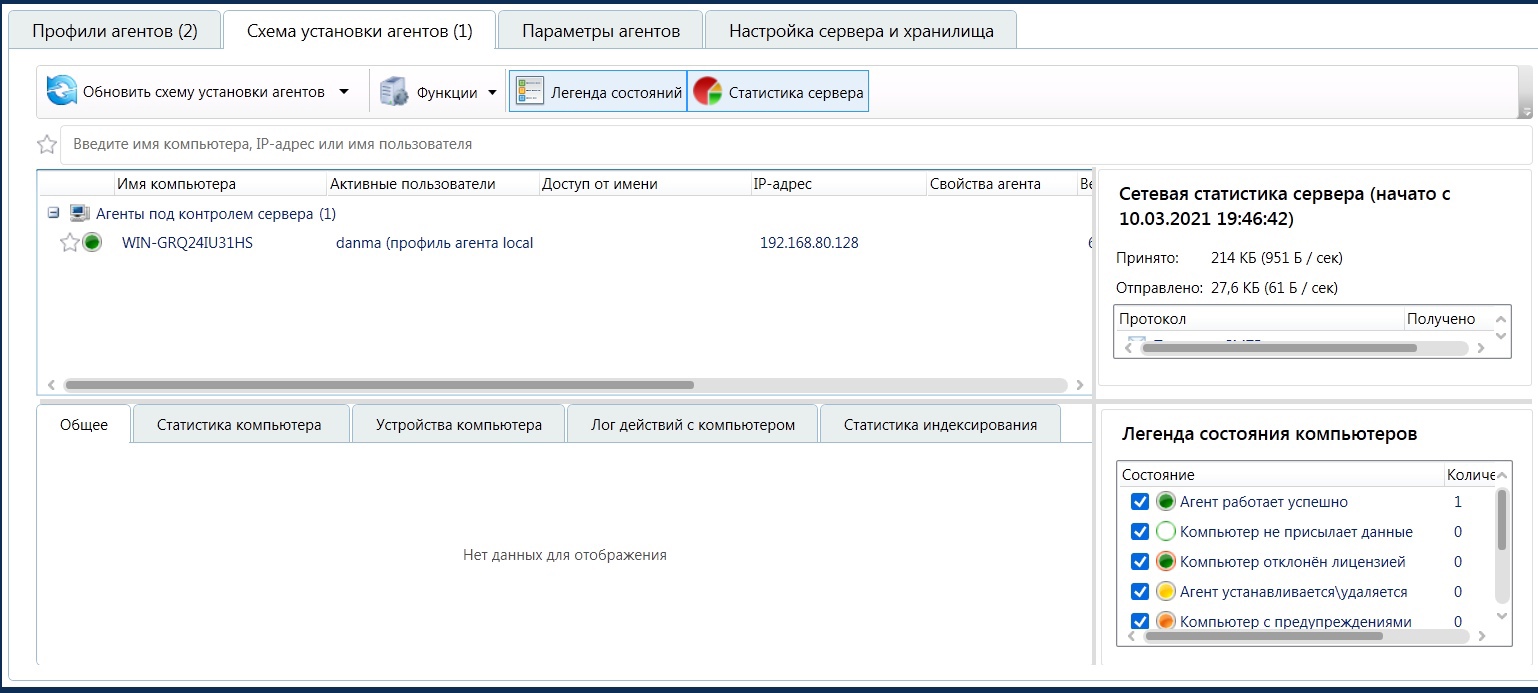 Профили агентов (2) Схема установки агентов (1) Параметры агентов Настройка сервера и хранилища
Обновить схему установки агентов Функции Легенда состояний Статистика сервера
Введите имя компьютера, IP-адрес или имя пользователя
Имя компьютера Активные пользователи Доступ от имени IP-адрес Свойства агента Ве
Агенты под контролем сервера (1)
WIN-GRQ24IU31HS danma (профиль агента local 192.168.80.128
Сетевая статистика сервера (начато с
10.03.2021 19:46:42)
Принято: 214 КБ (951 Б / сек)
Отправлено: 27,6 КБ (61 Б / сек)
Протокол Получено
Общее Статистика компьютера Устройства компьютера Лог действий с компьютером Статистика индексирования
Нет данных для отображения
Легенда состояния компьютеров
Состояние Количе
Агент работает успешно 1
Компьютер не присылает данные 0
Компьютер отклонён лицензией 0
Агент устанавливается\удаляется 0
Компьютер с предупреждениями 0